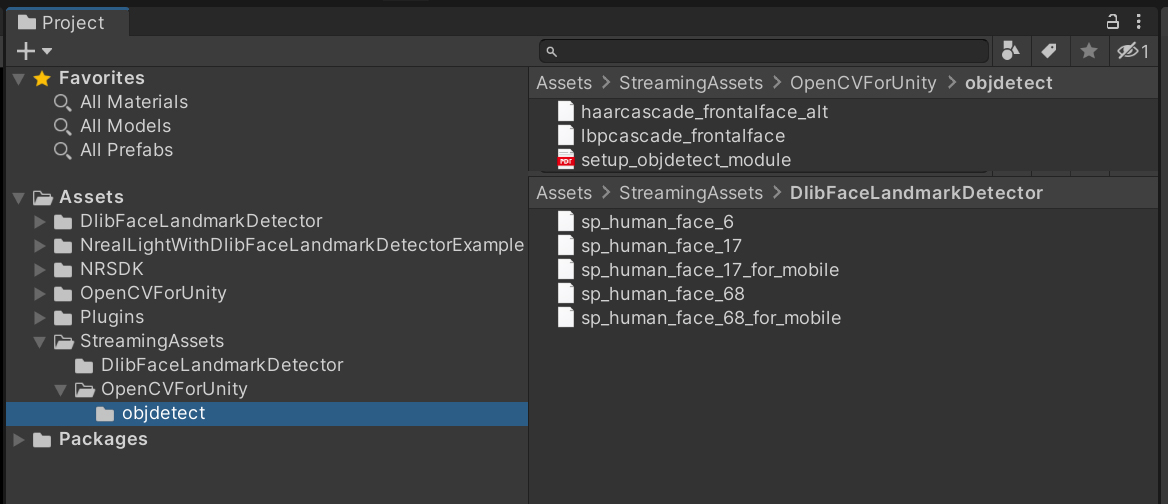 Project
1
Favorites
All Materials
All Models
All Prefabs
Assets
DlibFaceLandmarkDetector
NrealLightWithDlibFaceLandmarkDetectorExample
NRSDK
OpenCVForUnity
Plugins
StreamingAssets
DlibFaceLandmarkDetector
OpenCVForUnity
objdetect
Packages
Assets > StreamingAssets > OpenCVForUnity > objdetect
haarcascade_frontalface_alt
lbpcascade_frontalface
PDF setup_objdetect_module
Assets > StreamingAssets > DlibFaceLandmarkDetector
sp_human_face_6
sp_human_face_17
sp_human_face_17_for_mobile
sp_human_face_68
sp_human_face_68_for_mobile